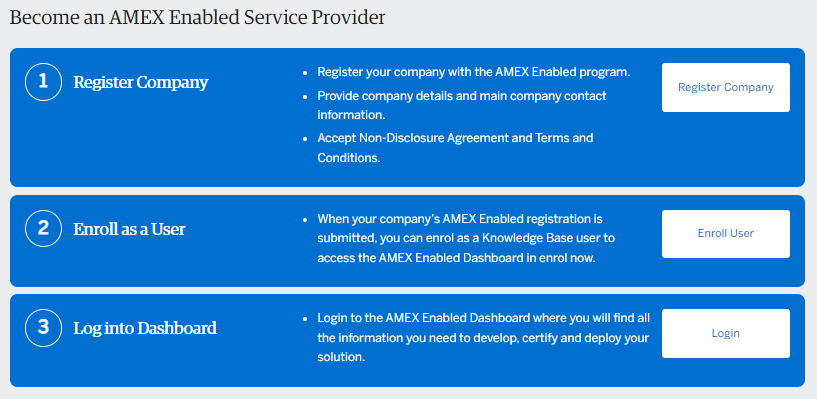 Become an AMEX Enabled Service Provider
1
Register Company
• Register your company with the AMEX Enabled program.
• Provide company details and main company contact
information.
• Accept Non-Disclosure Agreement and Terms and
Conditions.
Register Company
2
Enroll as a User
• When your company's AMEX Enabled registration is
submitted, you can enrol as a Knowledge Base user to
access the AMEX Enabled Dashboard in enrol now.
Enroll User
3
Log into Dashboard
• Login to the AMEX Enabled Dashboard where you will find all
the information you need to develop, certify and deploy your
solution.
Login